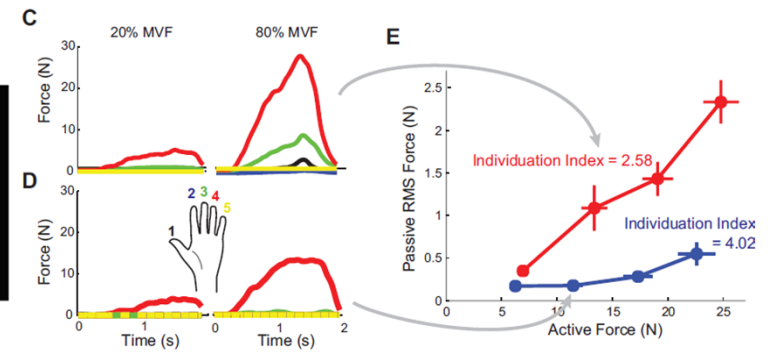 C
20% MVF
80% MVF
Force (N)
30
20
10
0
D
Force (N)
30
20
10
0
1
2
3
4
5
0
1
0
1
2
Time (s)
Time (s)
E
Passive RMS Force (N)
2.5
2
1.5
1
0.5
0
Individuation Index = 2.58
Individuation Index
= 4.02
0
5
10
15
20
25
Active Force (N)